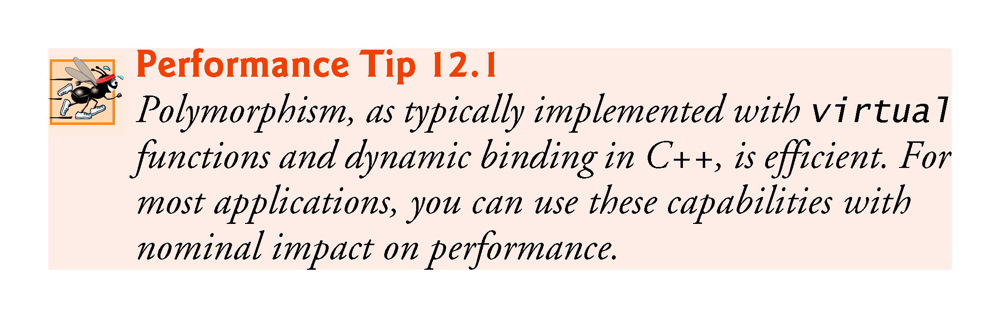 Performance Tip 12.1
Polymorphism, as typically implemented with virtual
functions and dynamic binding in C++, is efficient. For
most applications, you can use these capabilities with
nominal impact on performance.